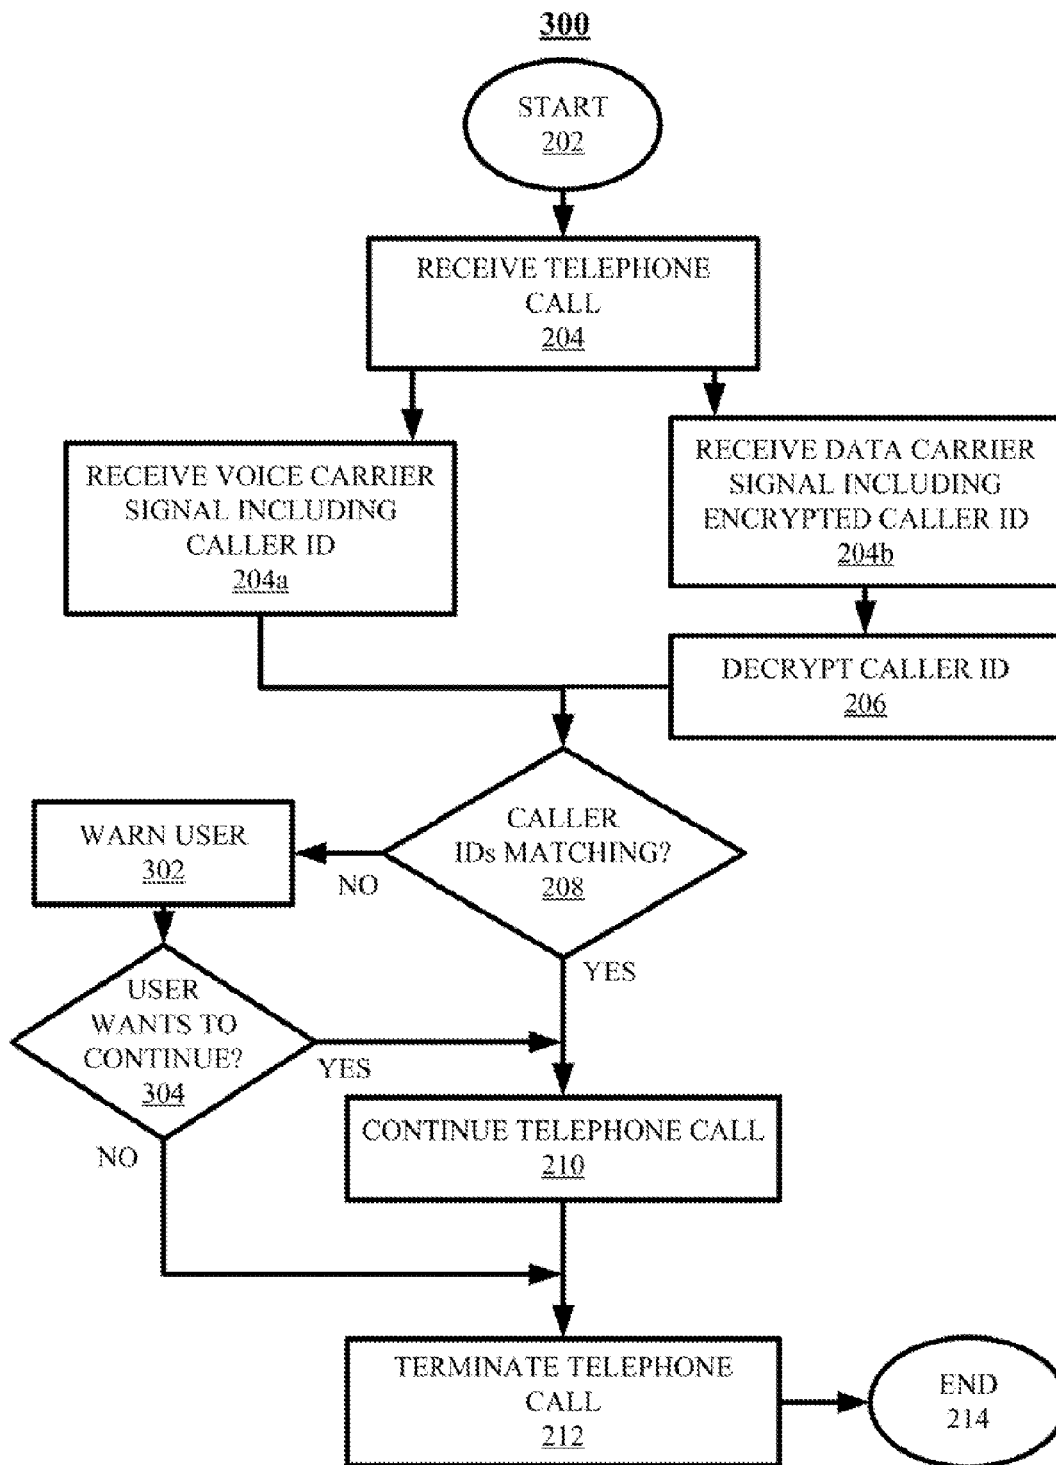 300
START
202
RECEIVE TELEPHONE
CALL
204
RECEIVE VOICE CARRIER
SIGNAL INCLUDING
CALLER ID
204a
RECEIVE DATA CARRIER
SIGNAL INCLUDING
ENCRYPTED CALLER ID
204b
DECRYPT CALLER ID
206
CALLER
IDs MATCHING?
208
NO
YES
WARN USER
302
USER
WANTS TO
CONTINUE?
304
YES
NO
CONTINUE TELEPHONE CALL
210
TERMINATE TELEPHONE
CALL
212
END
214